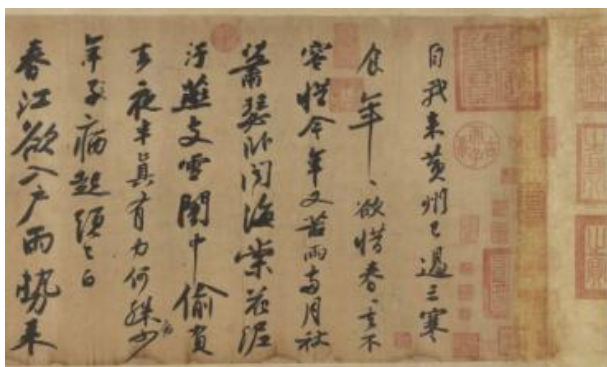 自我來黃州已過三寒
食年、欲惜春、去不
容惜今年又苦雨兩月秋
蕭瑟卧聞海棠花泥
汙燕支雪闇中偷負
去夜半真有力何殊少
年子病起頭已白
春江欲入戶雨勢來